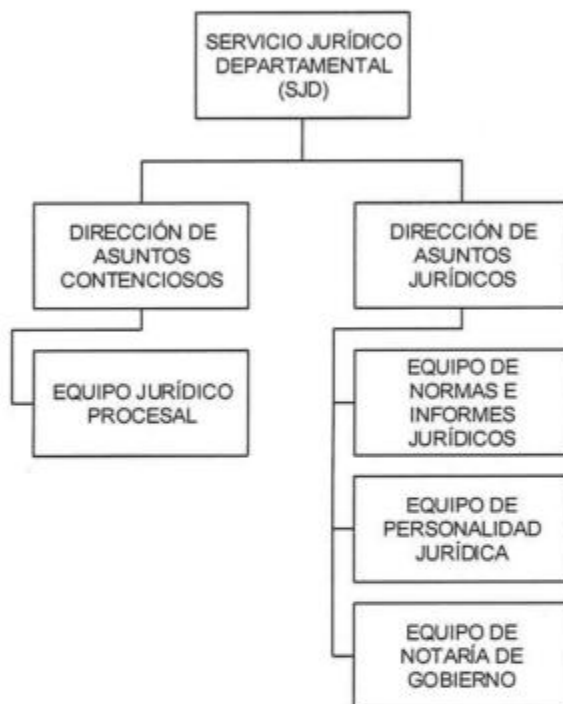 SERVICIO JURÍDICO
DEPARTAMENTAL
(SJD)
DIRECCIÓN DE
ASUNTOS
CONTENCIOSOS
EQUIPO JURÍDICO
PROCESAL
DIRECCIÓN DE
ASUNTOS
JURÍDICOS
EQUIPO DE
NORMAS E
INFORMES
JURÍDICOS
EQUIPO DE
PERSONALIDAD
JURÍDICA
EQUIPO DE
NOTARÍA DE
GOBIERNO